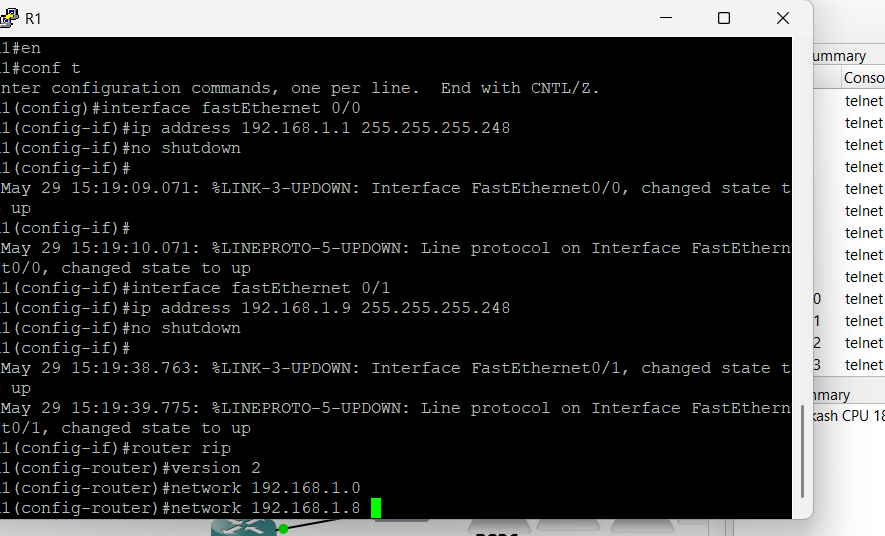 R1
1#en
1#conf t
nter configuration commands, one per line.  End with CNTL/Z.
1(config)#interface fastEthernet 0/0
1(config-if)#ip address 192.168.1.1 255.255.255.248
1(config-if)#no shutdown
1(config-if)#
May 29 15:19:09.071: %LINK-3-UPDOWN: Interface FastEthernet0/0, changed state t
 up
1(config-if)#
May 29 15:19:10.071: %LINEPROTO-5-UPDOWN: Line protocol on Interface FastEthern
t0/0, changed state to up
1(config-if)#interface fastEthernet 0/1
1(config-if)#ip address 192.168.1.9 255.255.255.248
1(config-if)#no shutdown
1(config-if)#
May 29 15:19:38.763: %LINK-3-UPDOWN: Interface FastEthernet0/1, changed state t
 up
May 29 15:19:39.775: %LINEPROTO-5-UPDOWN: Line protocol on Interface FastEthern
t0/1, changed state to up
1(config-if)#router rip
1(config-router)#version 2
1(config-router)#network 192.168.1.0
1(config-router)#network 192.168.1.8
ummary
Conso
telnet
telnet
telnet
telnet
telnet
telnet
telnet
telnet
telnet
0 telnet
1 telnet
2 telnet
3 telnet
mmary
kash CPU 18